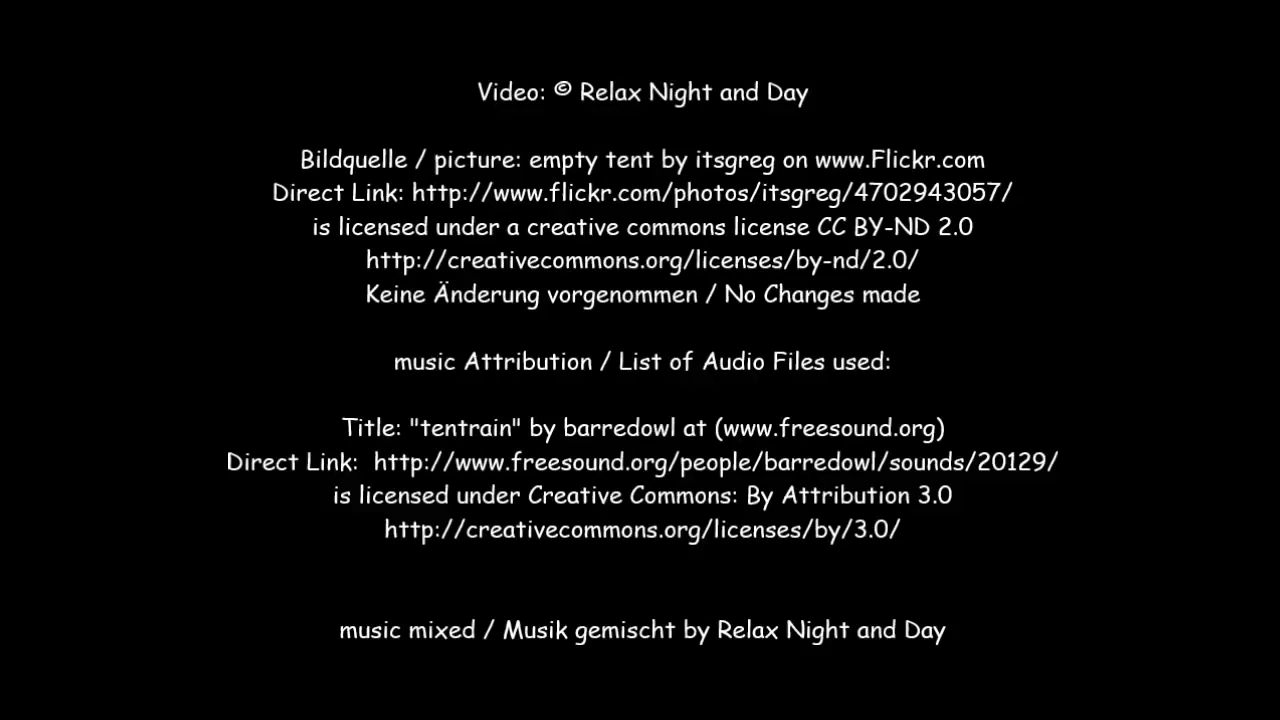 Video: © Relax Night and Day
Bildquelle / picture: empty tent by itsgreg on www.Flickr.com
Direct Link: http://www.flickr.com/photos/itsgreg/4702943057/
is licensed under a creative commons license CC BY-ND 2.0
http://creativecommons.org/licenses/by-nd/2.0/
Keine Änderung vorgenommen / No Changes made
music Attribution / List of Audio Files used:
Title: "tentrain" by barredowl at (www.freesound.org)
Direct Link:  http://www.freesound.org/people/barredowl/sounds/20129/
is licensed under Creative Commons: By Attribution 3.0
http://creativecommons.org/licenses/by/3.0/
music mixed / Musik gemischt by Relax Night and Day